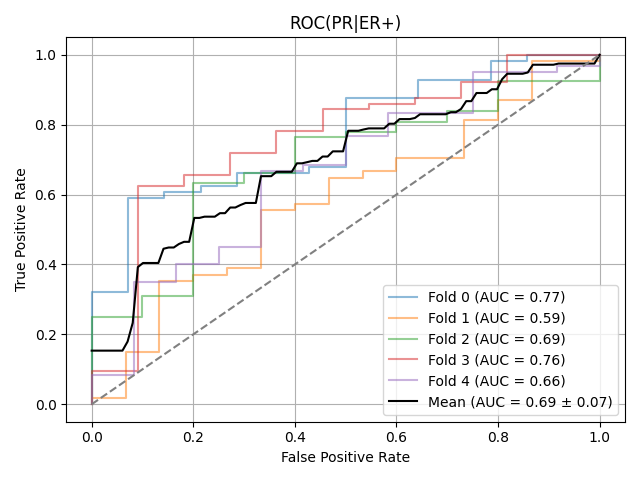 ROC(PR|ER+)
True Positive Rate
1.0
0.8
0.6
0.4
0.2
0.0
Fold 0 (AUC = 0.77)
Fold 1 (AUC = 0.59)
Fold 2 (AUC = 0.69)
Fold 3 (AUC = 0.76)
Fold 4 (AUC = 0.66)
Mean (AUC = 0.69 ± 0.07)
0.0 0.2 0.4 0.6 0.8 1.0
False Positive Rate